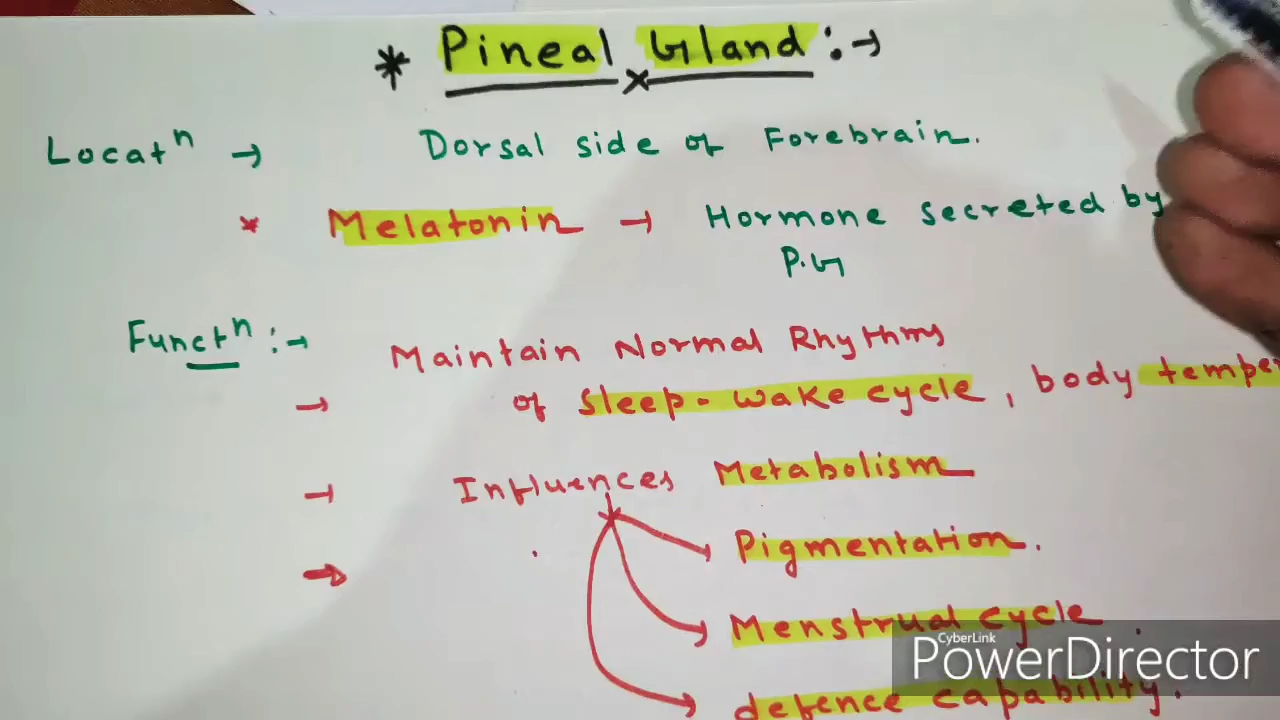 * Pineal Gland :→
Locatⁿ → Dorsal side of Forebrain.
* Melatonin → Hormone secreted by
P.G
Functⁿ :→ Maintain Normal Rhythms
→ of Sleep-wake cycle, body temper
→ Influences Metabolism
→ Pigmentation.
Menstrual cycle
defence capability.
CyberLink
PowerDirector